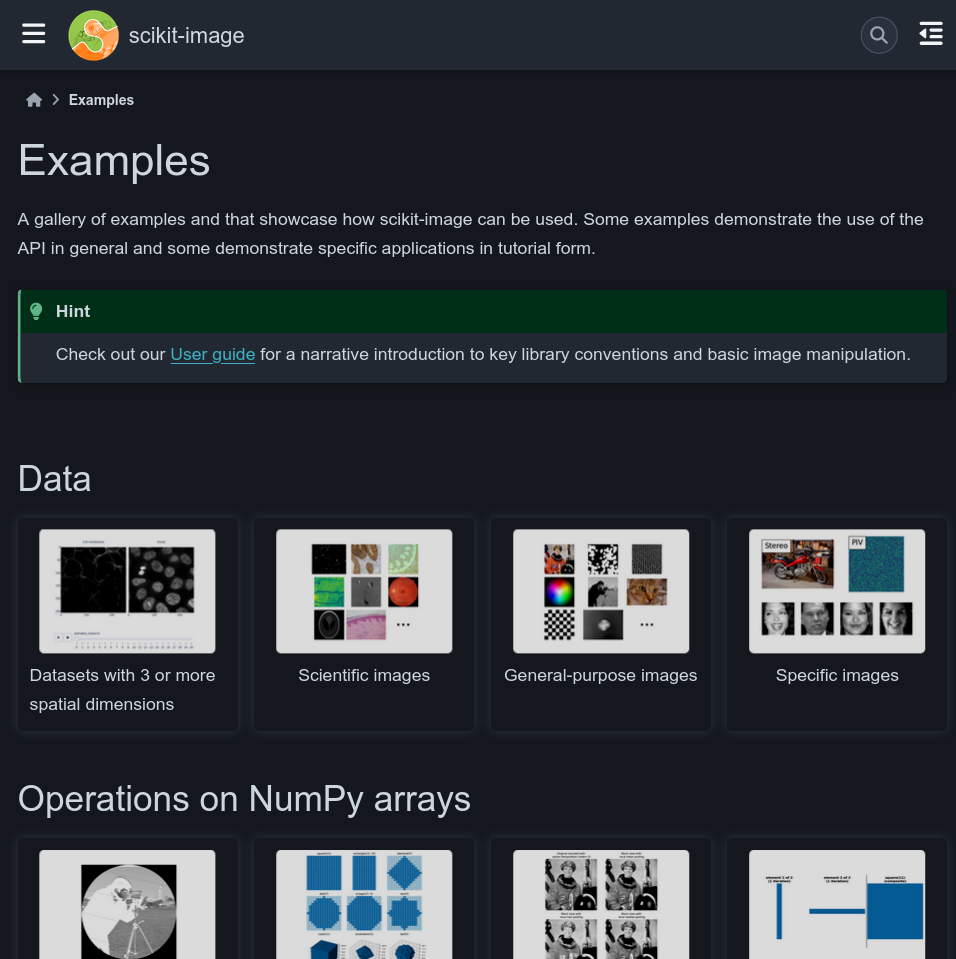 scikit-image
Examples
Examples
A gallery of examples and that showcase how scikit-image can be used. Some examples demonstrate the use of the
API in general and some demonstrate specific applications in tutorial form.
Hint
Check out our User guide for a narrative introduction to key library conventions and basic image manipulation.
Data
Stereo
PIV
Datasets with 3 or more
spatial dimensions
Scientific images
General-purpose images
Specific images
Operations on NumPy arrays